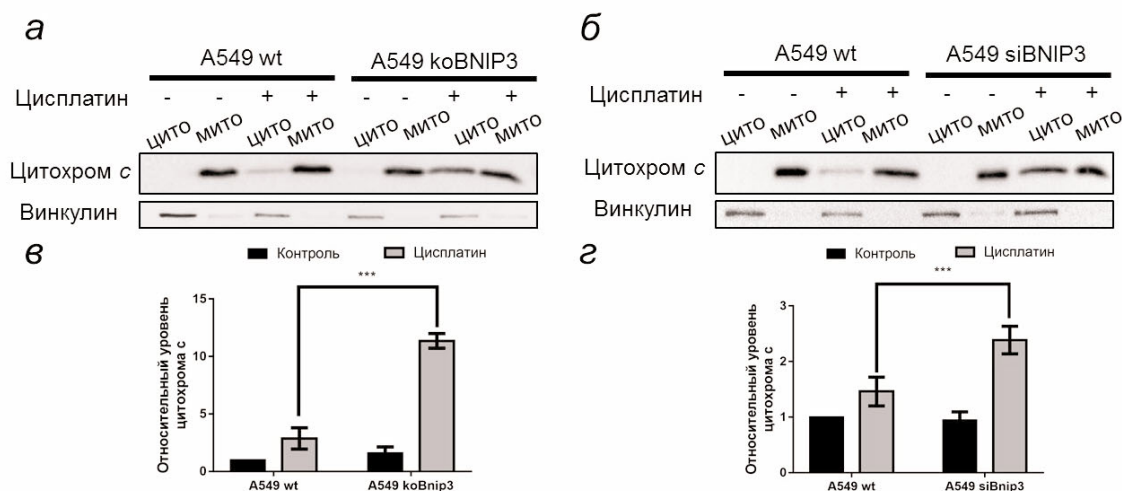 а
A549 wt
A549 koBNIP3
Цисплатин - - + + - - + +
ЦИТО МИТО ЦИТО МИТО ЦИТО МИТО ЦИТО МИТО
Цитохром с
Винкулин
б
A549 wt
A549 siBNIP3
Цисплатин - - + + - - + +
ЦИТО МИТО ЦИТО МИТО ЦИТО МИТО ЦИТО МИТО
Цитохром с
Винкулин
в
Контроль Цисплатин
***
Относительный уровень
цитохрома с
15
10
5
0
A549 wt
A549 koBnip3
г
Контроль Цисплатин
***
Относительный уровень
цитохрома с
3
2
1
0
A549 wt
A549 siBnip3